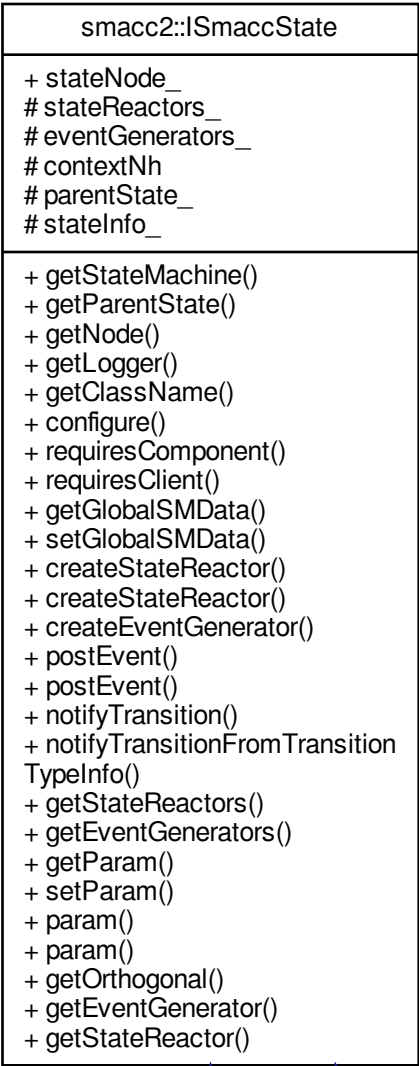 smacc2::ISmaccState
+ stateNode_
# stateReactors_
# eventGenerators_
# contextNh
# parentState_
# stateInfo_
+ getStateMachine()
+ getParentState()
+ getNode()
+ getLogger()
+ getClassName()
+ configure()
+ requiresComponent()
+ requiresClient()
+ getGlobalSMData()
+ setGlobalSMData()
+ createStateReactor()
+ createStateReactor()
+ createEventGenerator()
+ postEvent()
+ postEvent()
+ notifyTransition()
+ notifyTransitionFromTransition
TypeInfo()
+ getStateReactors()
+ getEventGenerators()
+ getParam()
+ setParam()
+ param()
+ param()
+ getOrthogonal()
+ getEventGenerator()
+ getStateReactor()